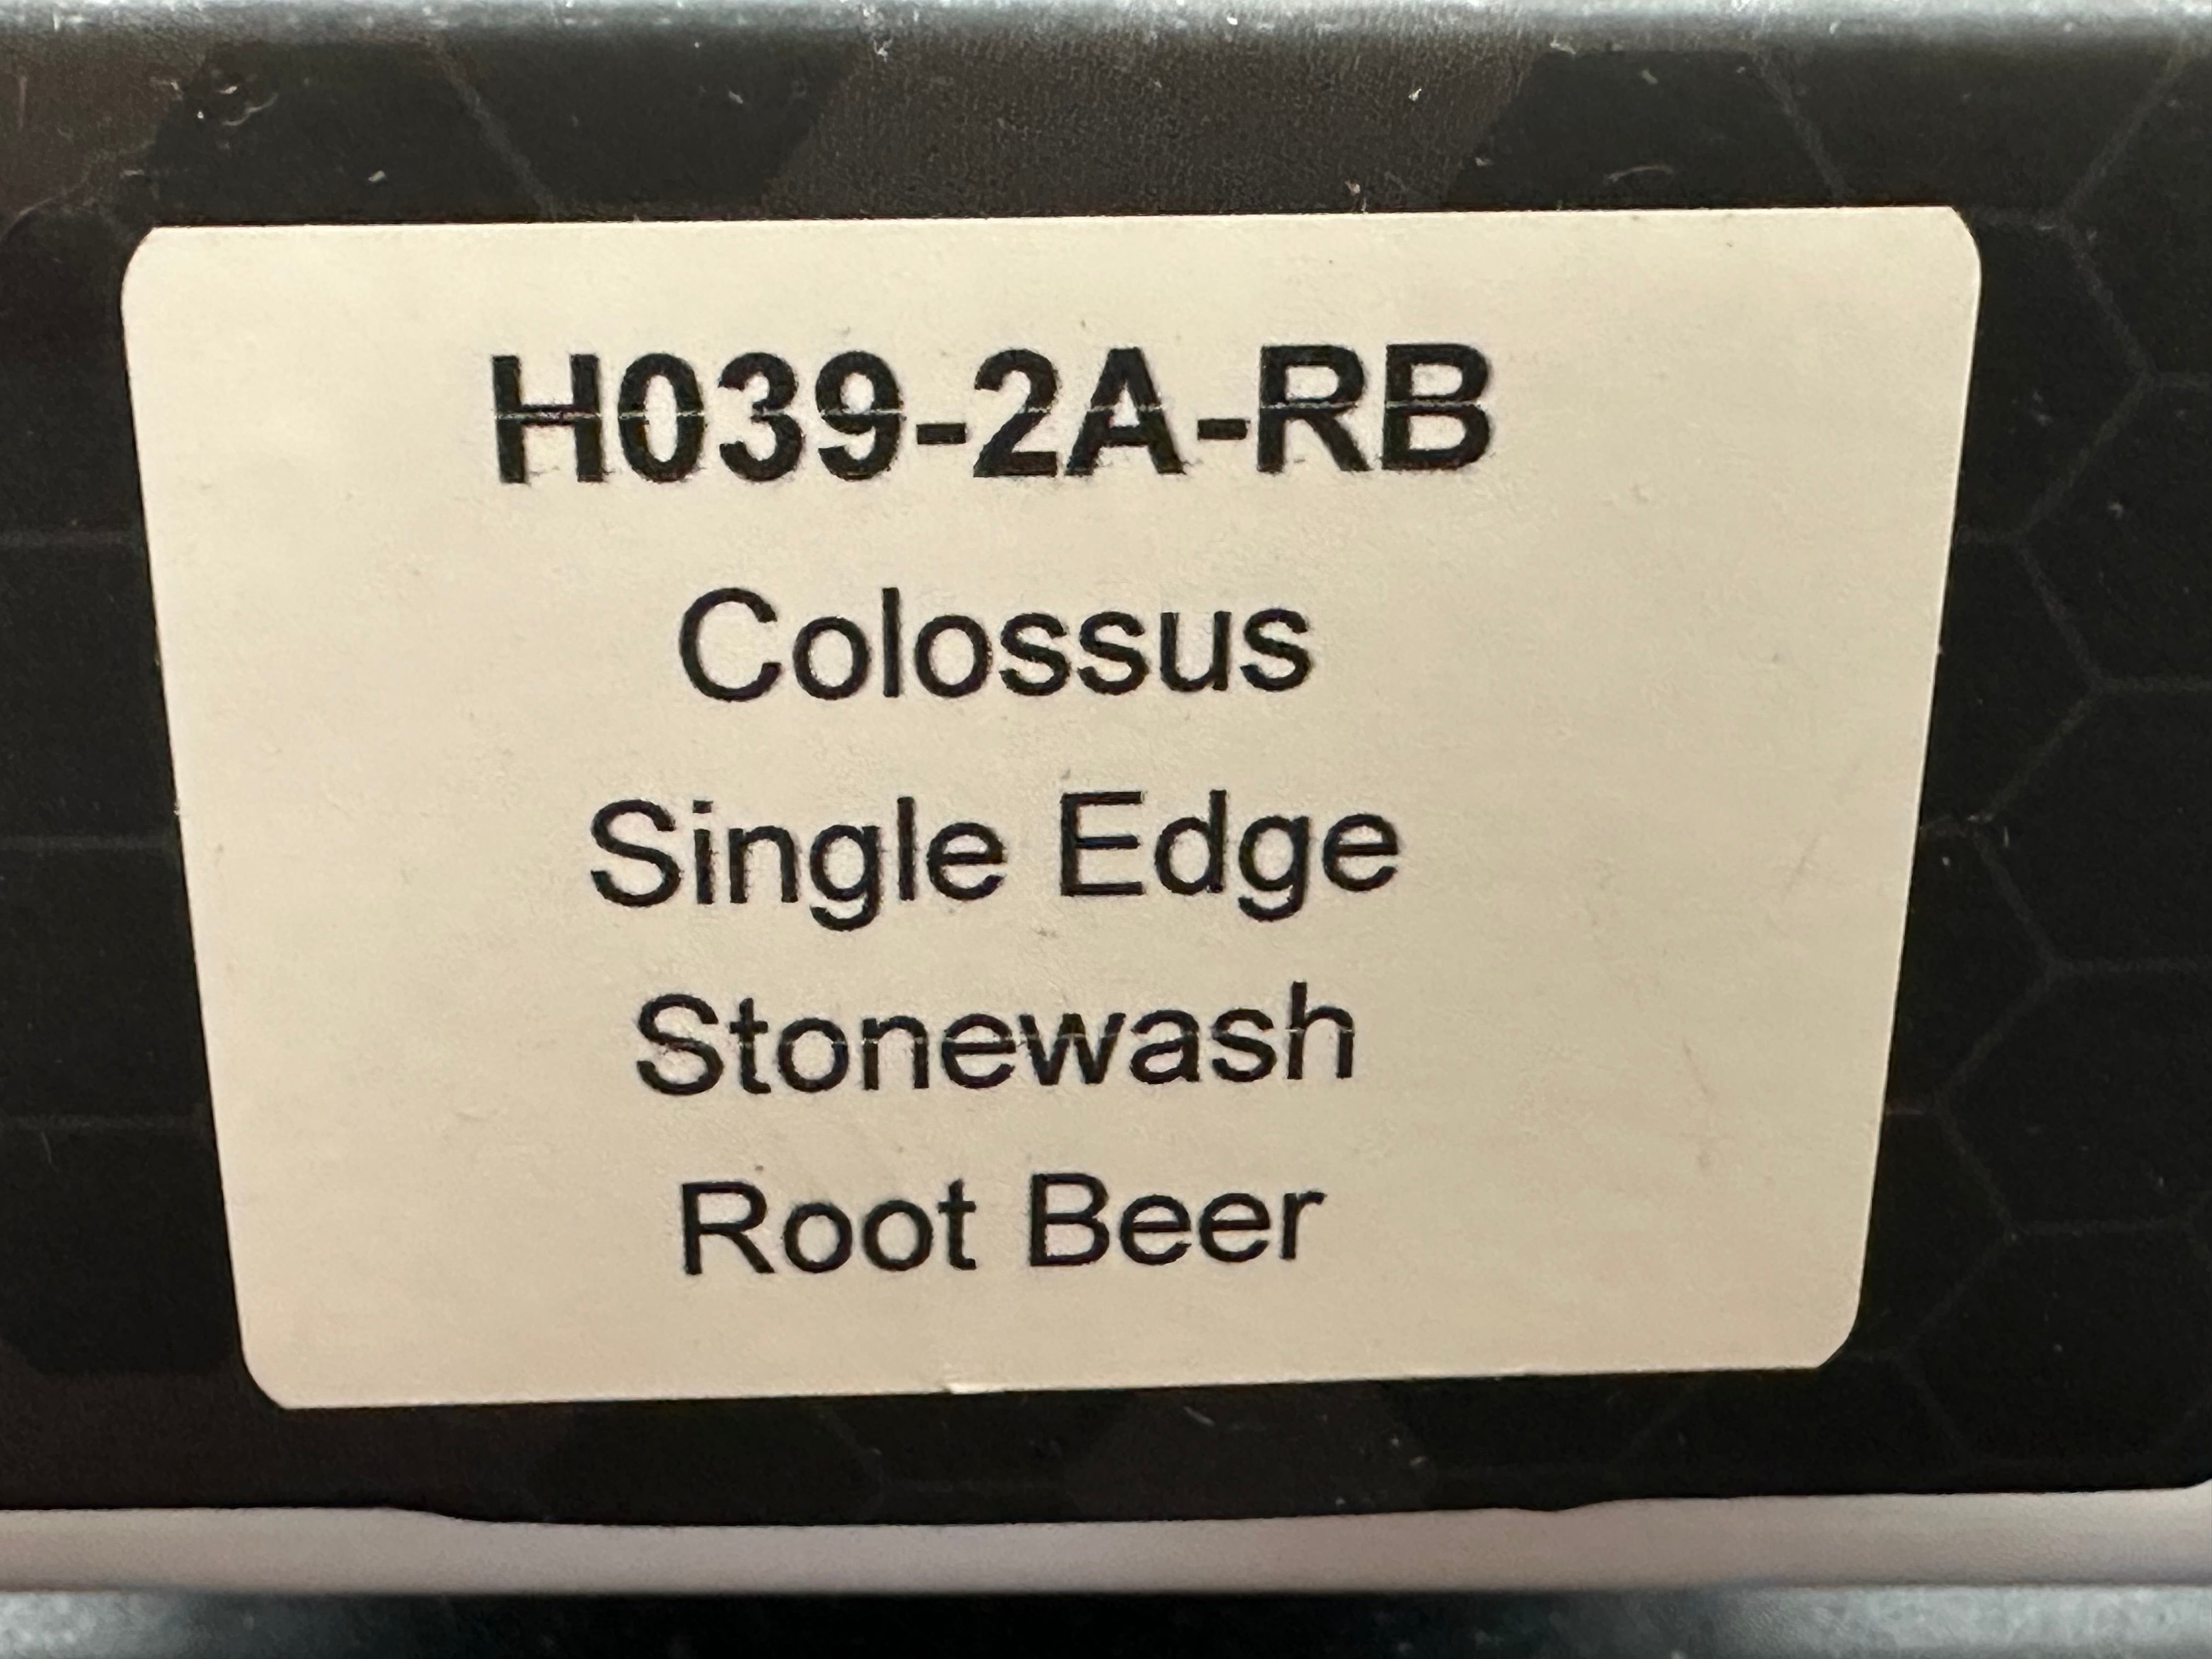 H039-2A-RB
Colossus
Single Edge
Stonewash
Root Beer